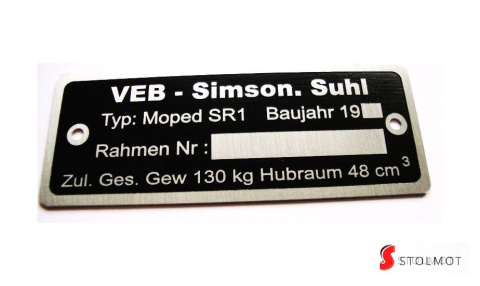 VEB - Simson. Suhl
Typ: Moped SR1 Baujahr 19
Rahmen Nr :
Zul. Ges. Gew 130 kg Hubraum 48 cm³
STOLMOT